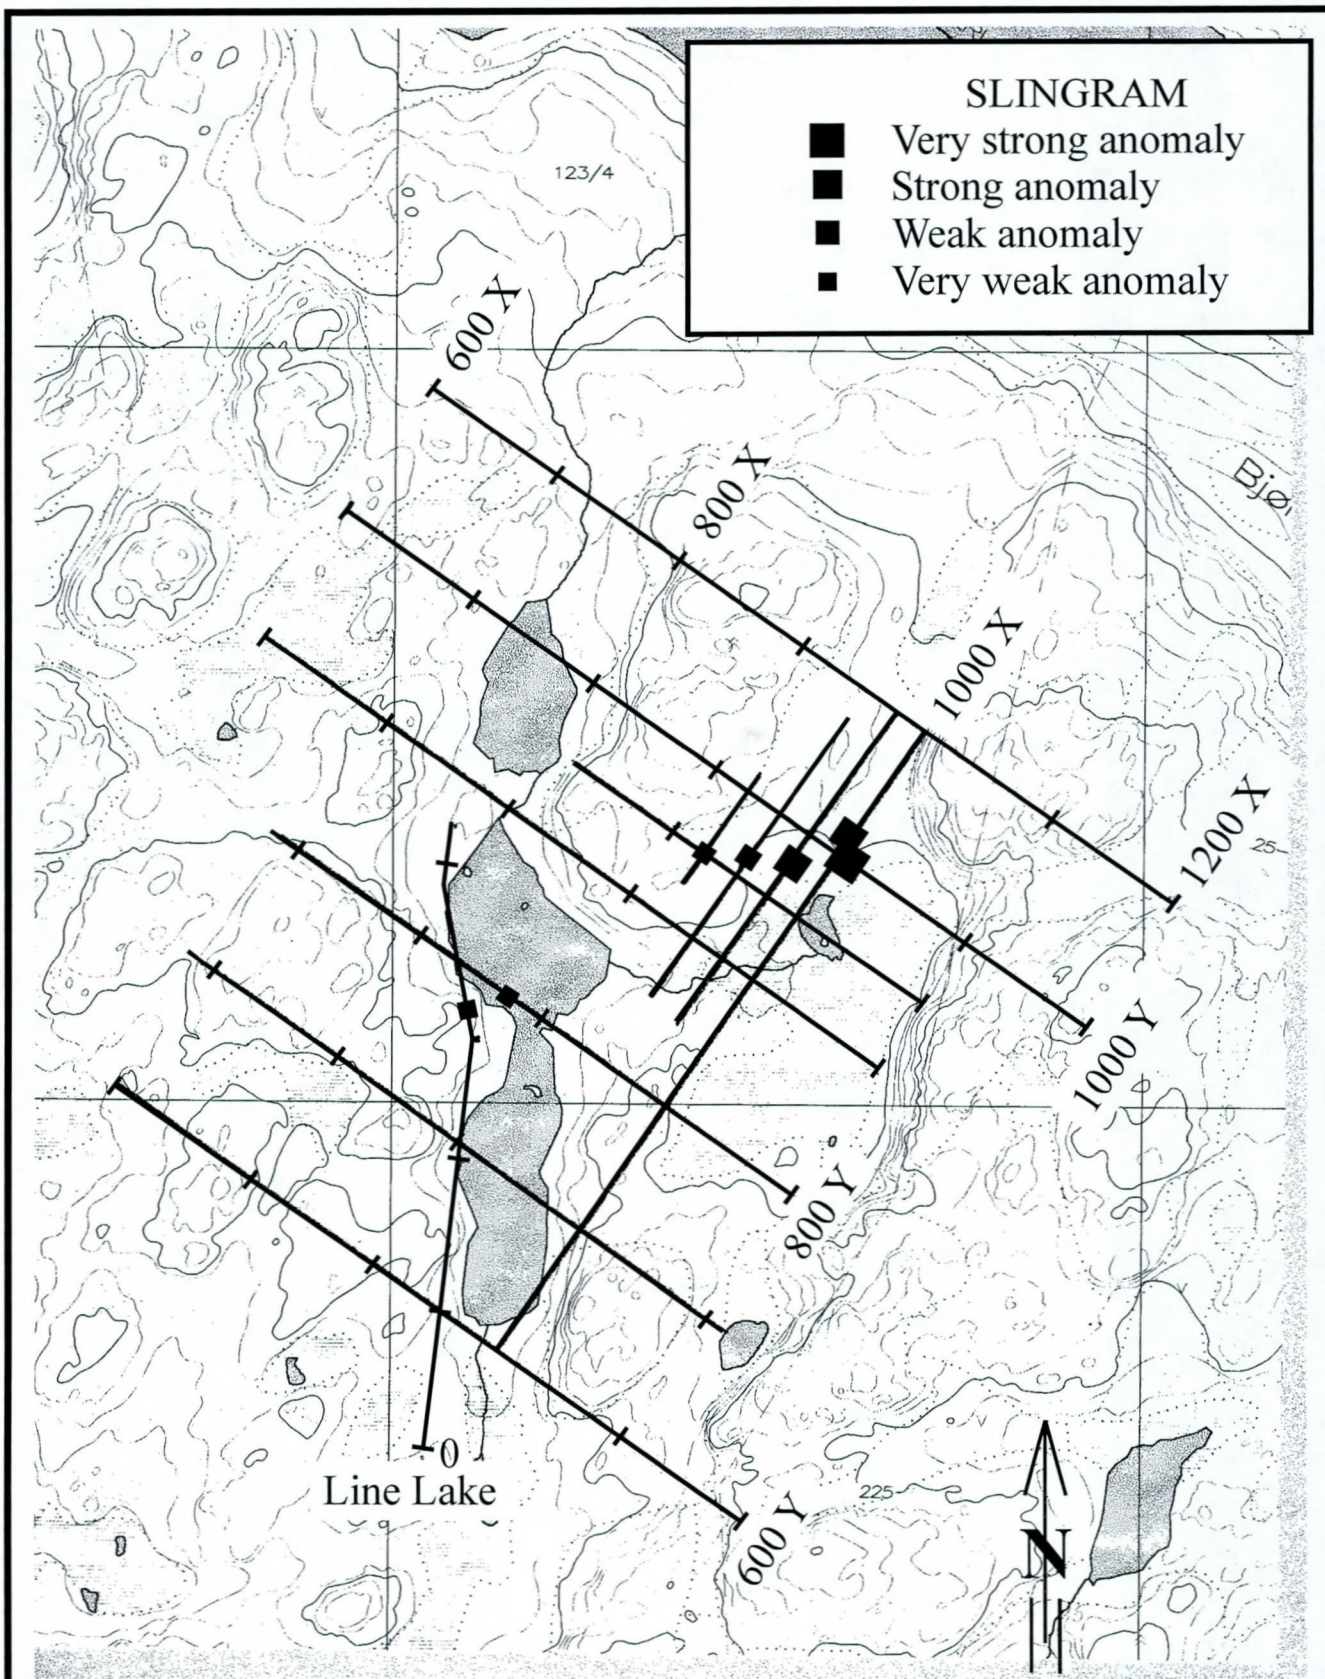 SLINGRAM
Very strong anomaly
Strong anomaly
Weak anomaly
Very weak anomaly
123/4
600 X
800 X
Bjø
1000 X
1200 X
25
1000 Y
800 Y
0
Line Lake
225
600 Y
N